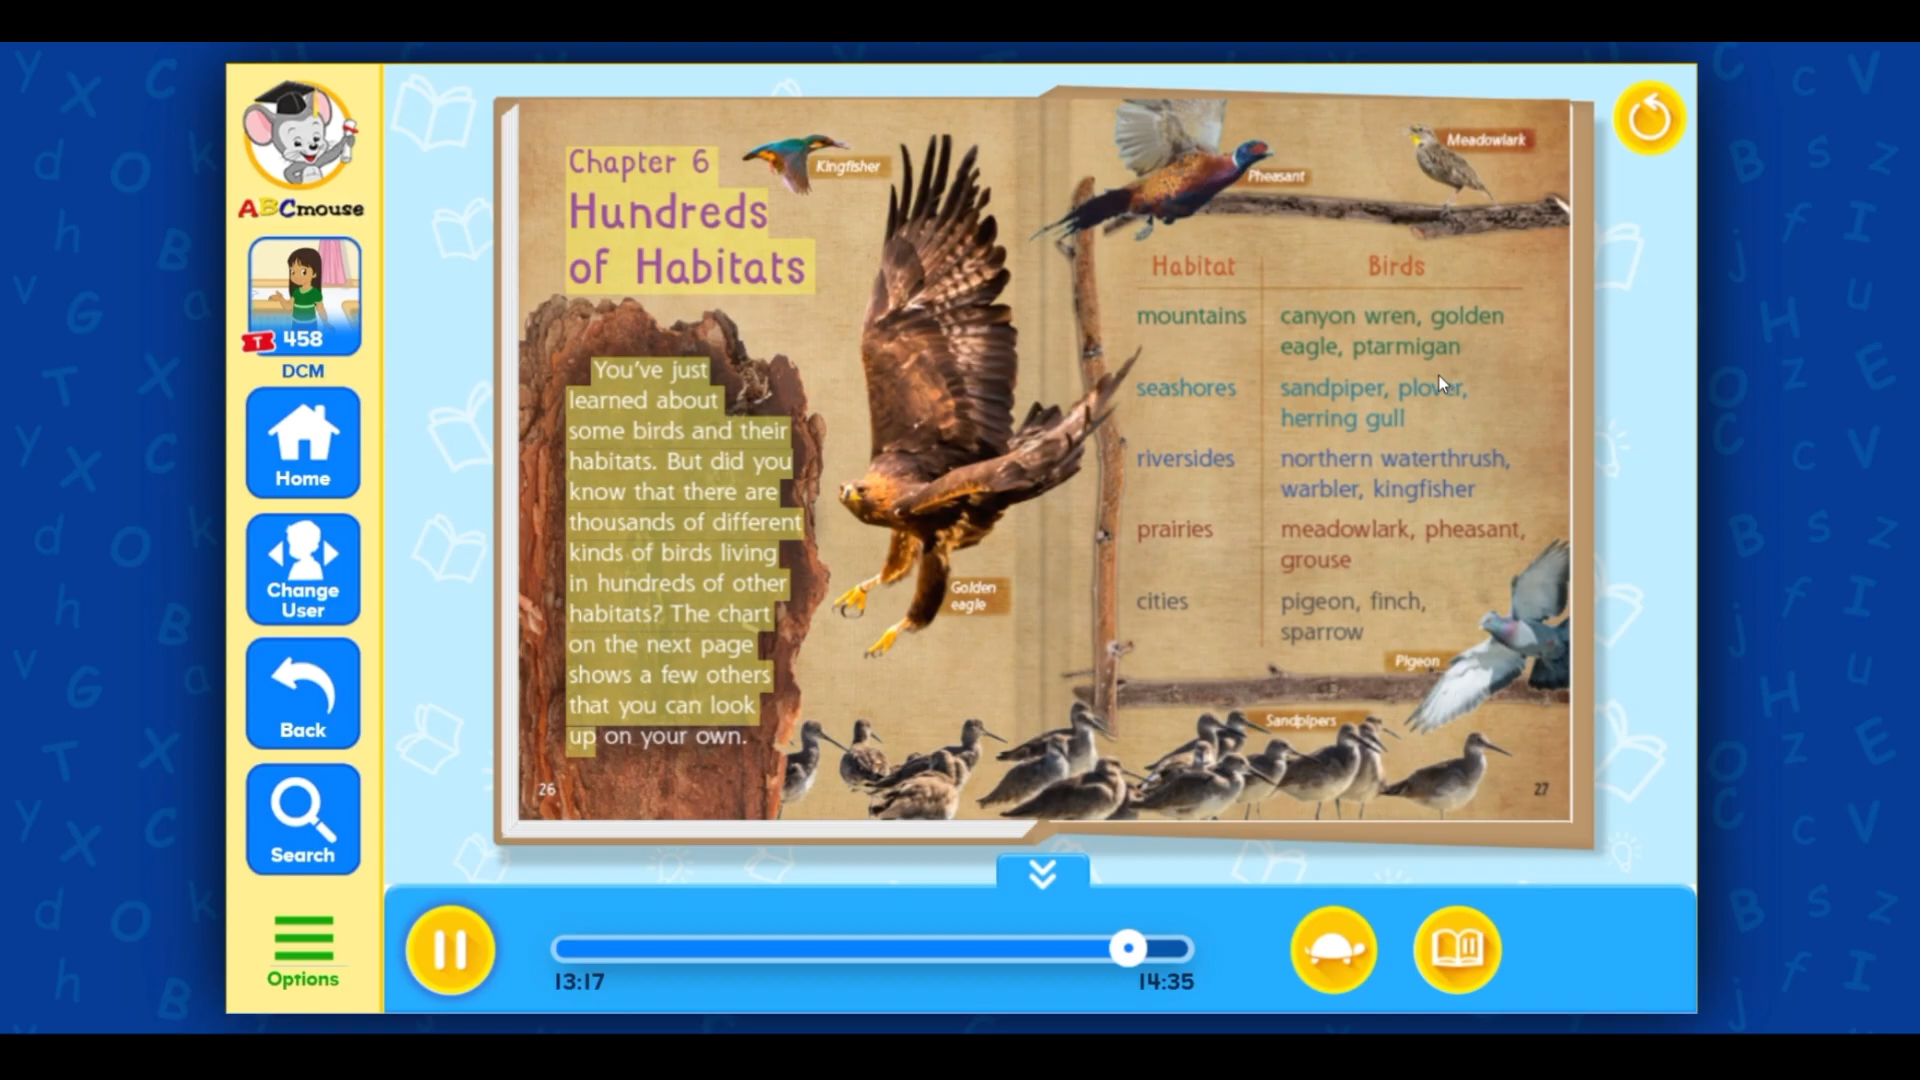 ABCmouse
T 458
DCM
Home
Change
User
Back
Search
Options
Chapter 6
Hundreds
of Habitats
Kingfisher
You've just
learned about
some birds and their
habitats. But did you
know that there are
thousands of different
kinds of birds living
in hundreds of other
habitats? The chart
on the next page
shows a few others
that you can look
up on your own.
Golden
eagle
26
Pheasant
Meadowlark
Habitat Birds
mountains canyon wren, golden
eagle, ptarmigan
seashores sandpiper, plover,
herring gull
riversides northern waterthrush,
warbler, kingfisher
prairies meadowlark, pheasant,
grouse
cities pigeon, finch,
sparrow
Pigeon
Sandpipers
27
13:17 14:35